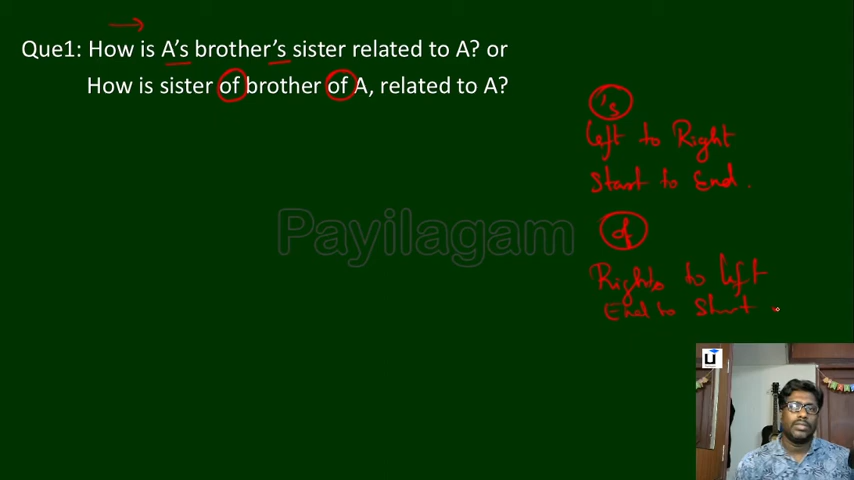 Que1: How is A's brother's sister related to A? or
How is sister of brother of A, related to A?
's
Left to Right
Start to End.
of
Rights to left
End to Start
Payilagam
U